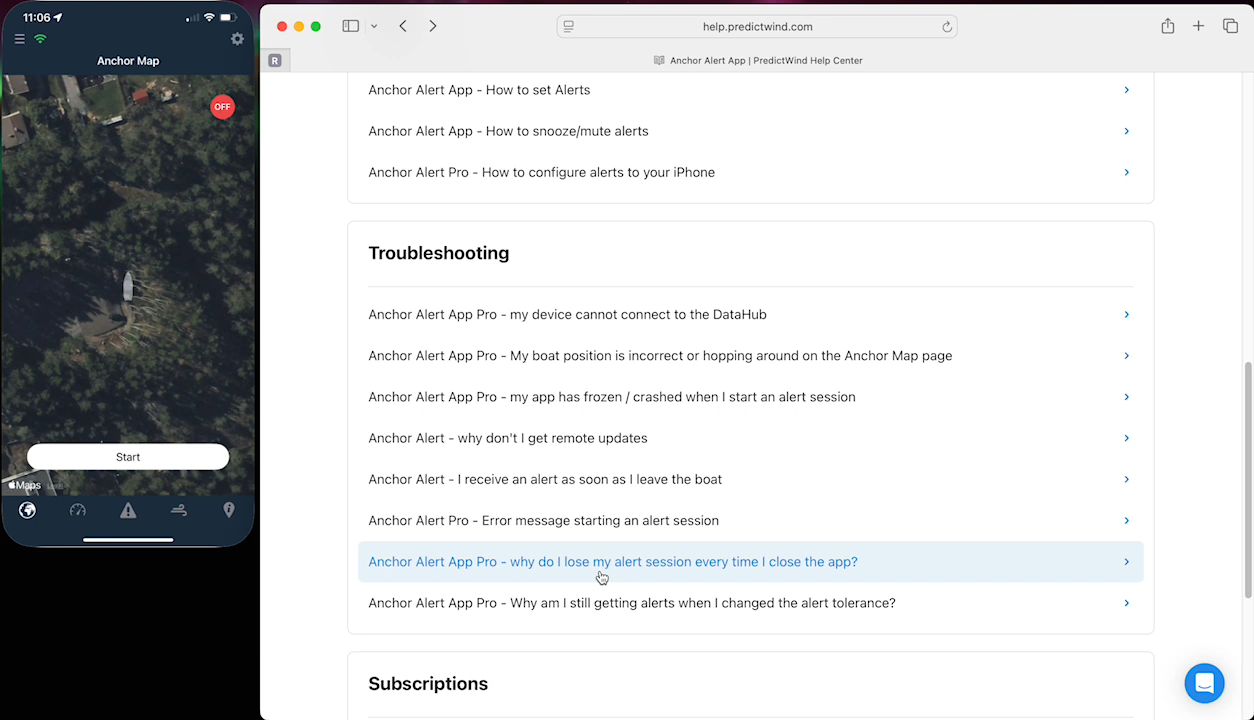 11:06
Anchor Map
OFF
Start
Maps
help.predictwind.com
R
Anchor Alert App | PredictWind Help Center
Anchor Alert App - How to set Alerts
Anchor Alert App - How to snooze/mute alerts
Anchor Alert Pro - How to configure alerts to your iPhone
Troubleshooting
Anchor Alert App Pro - my device cannot connect to the DataHub
Anchor Alert App Pro - My boat position is incorrect or hopping around on the Anchor Map page
Anchor Alert App Pro - my app has frozen / crashed when I start an alert session
Anchor Alert - why don't I get remote updates
Anchor Alert - I receive an alert as soon as I leave the boat
Anchor Alert Pro - Error message starting an alert session
Anchor Alert App Pro - why do I lose my alert session every time I close the app?
Anchor Alert App Pro - Why am I still getting alerts when I changed the alert tolerance?
Subscriptions